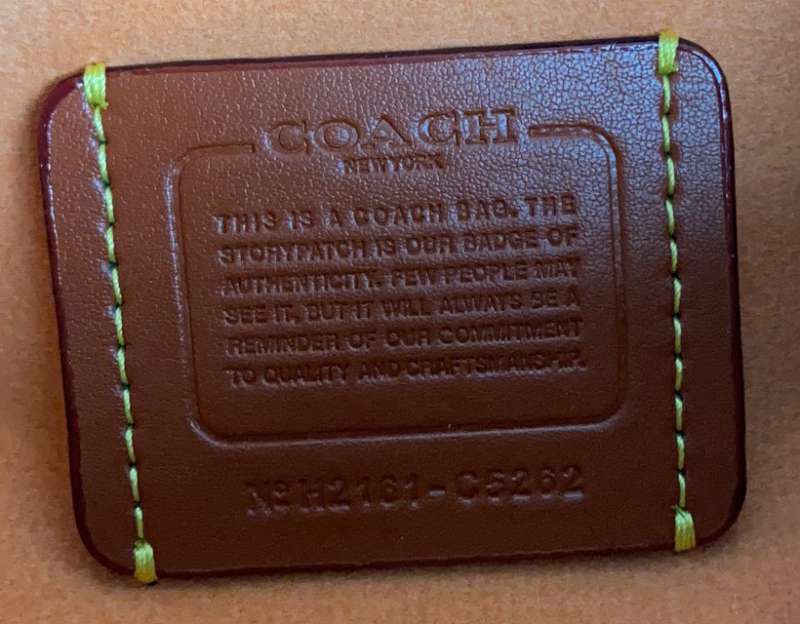 COACH
NEW YORK
THIS IS A COACH BAG. THE
STORYPATCH IS OUR BADGE OF
AUTHENTICITY. FEW PEOPLE MAY
SEE IT, BUT IT WILL ALWAYS BE A
REMINDER OF OUR COMMITMENT
TO QUALITY AND CRAFTSMANSHIP.
Nº H2161-C5262